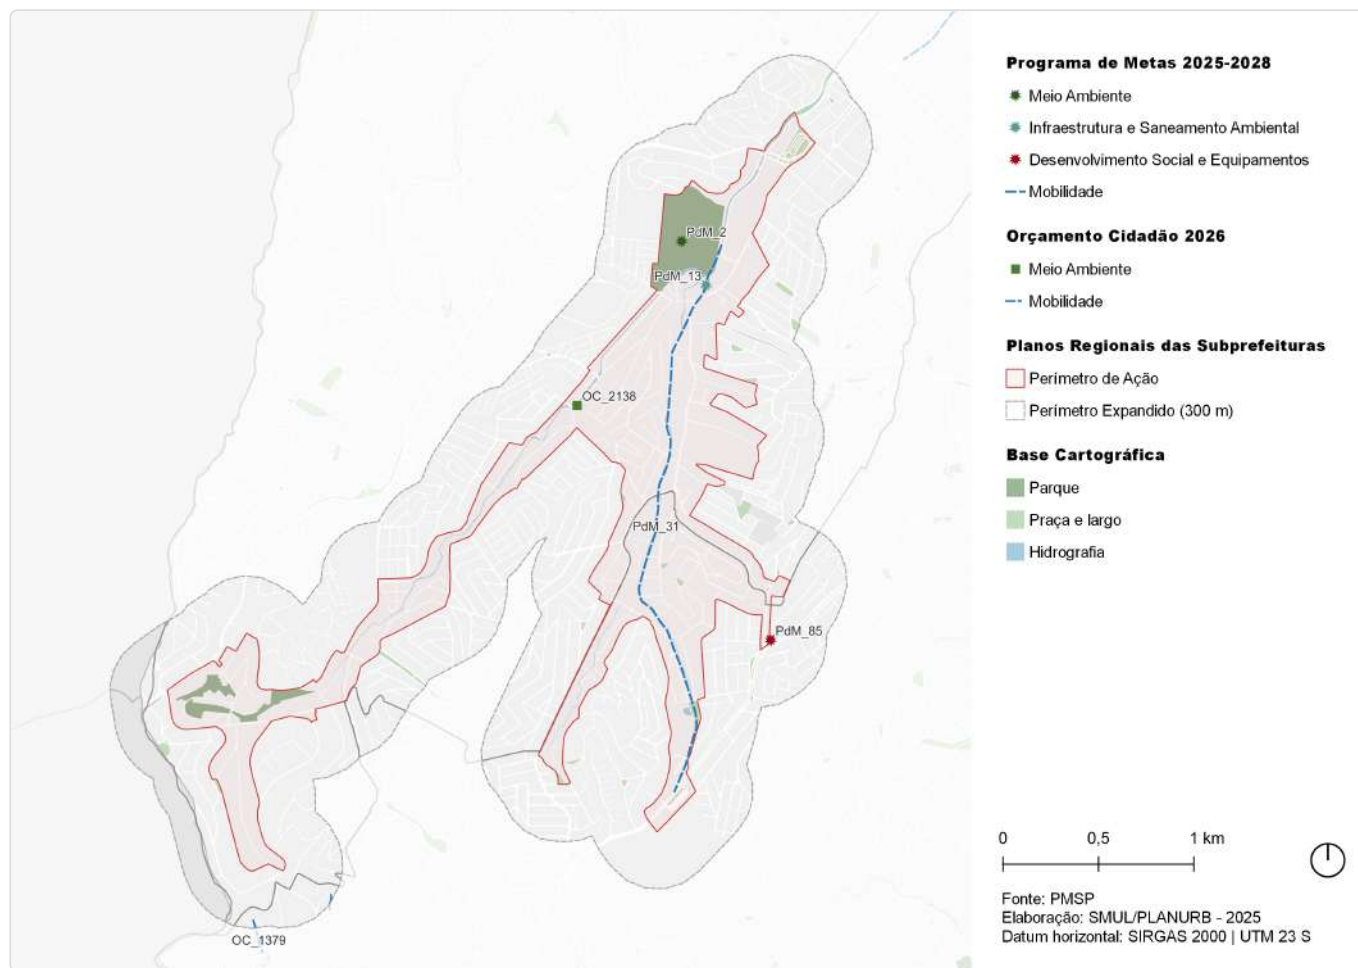 PdM_2
PdM_13
OC_2138
PdM_31
PdM_85
OC_1379
Programa de Metas 2025-2028
Meio Ambiente
Infraestrutura e Saneamento Ambiental
Desenvolvimento Social e Equipamentos
Mobilidade
Orçamento Cidadão 2026
Meio Ambiente
Mobilidade
Planos Regionais das Subprefeituras
Perímetro de Ação
Perímetro Expandido (300 m)
Base Cartográfica
Parque
Praça e largo
Hidrografia
0 0,5 1 km
Fonte: PMSP
Elaboração: SMUL/PLANURB - 2025
Datum horizontal: SIRGAS 2000 | UTM 23 S